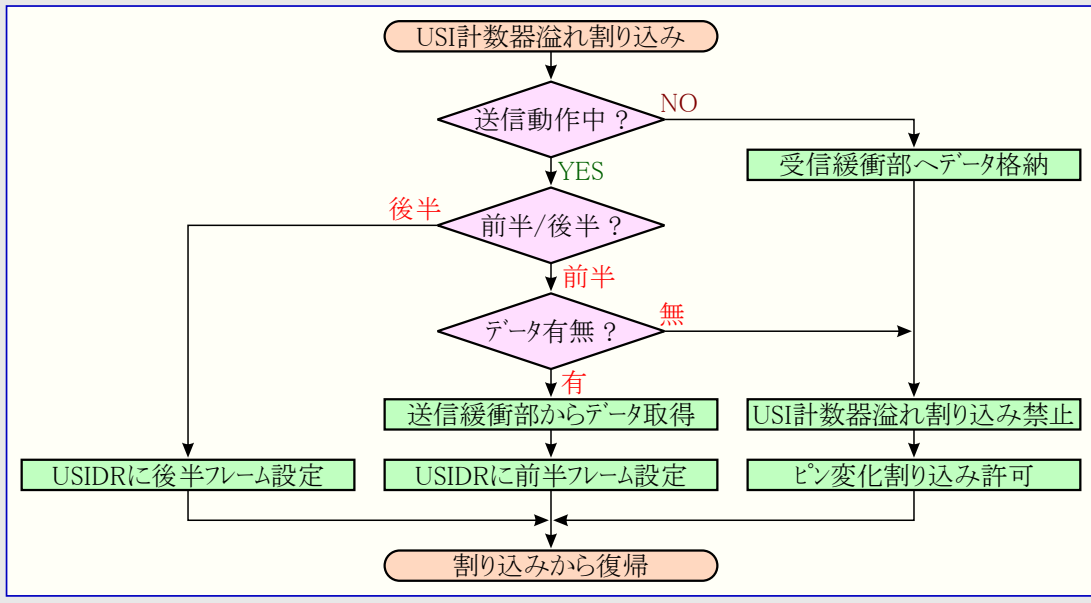 USI計数器溢れ割り込み
送信動作中 ?
NO
受信緩衝部へデータ格納
YES
後半
前半/後半 ?
前半
データ有無 ?
無
有
送信緩衝部からデータ取得
USI計数器溢れ割り込み禁止
USIDRに後半フレーム設定
USIDRに前半フレーム設定
ピン変化割り込み許可
割り込みから復帰